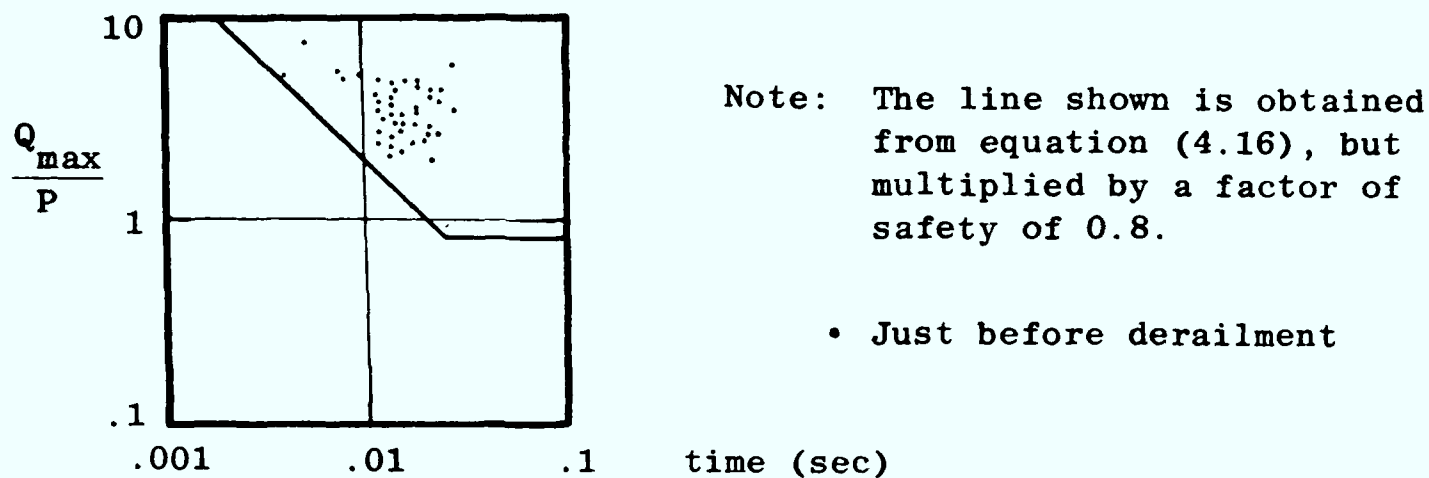 10
Q
max
P
1
.1
.001 .01 .1 time (sec)
Note: The line shown is obtained
from equation (4.16), but
multiplied by a factor of
safety of 0.8.
• Just before derailment